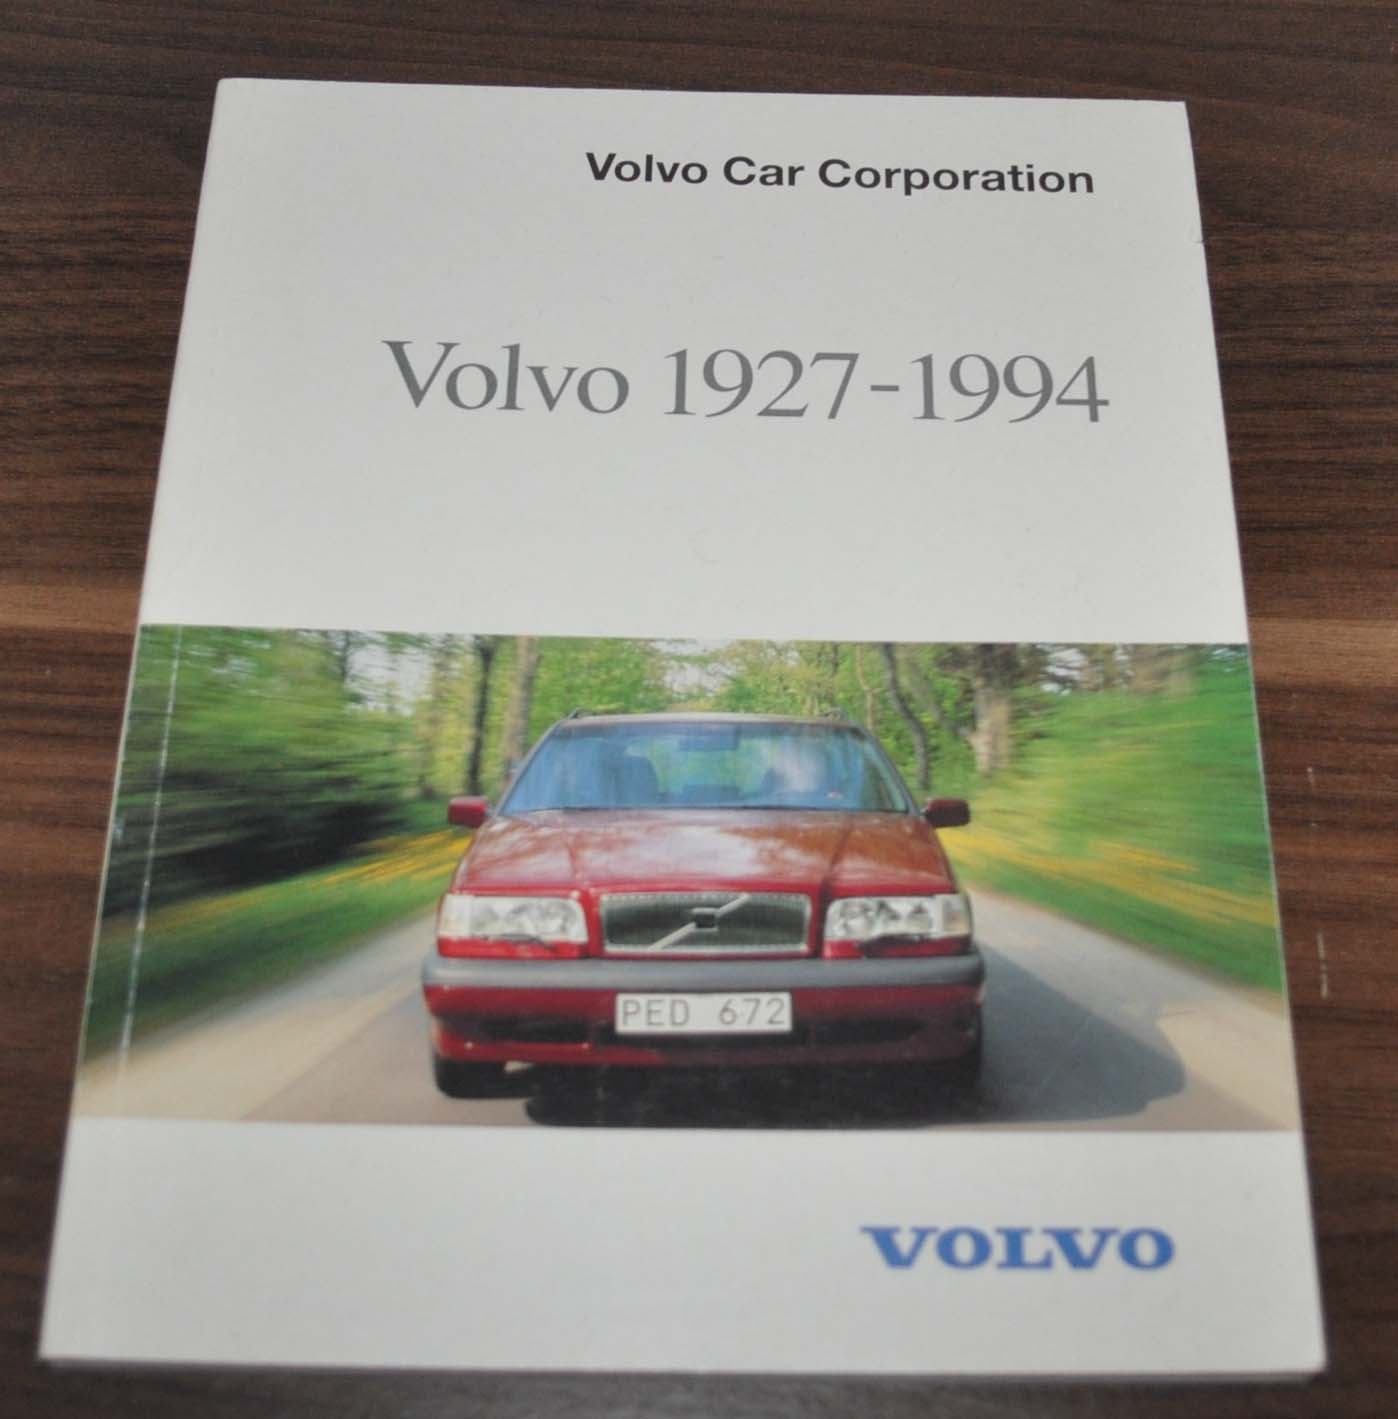 Volvo Car Corporation
Volvo 1927-1994
PED 672
VOLVO